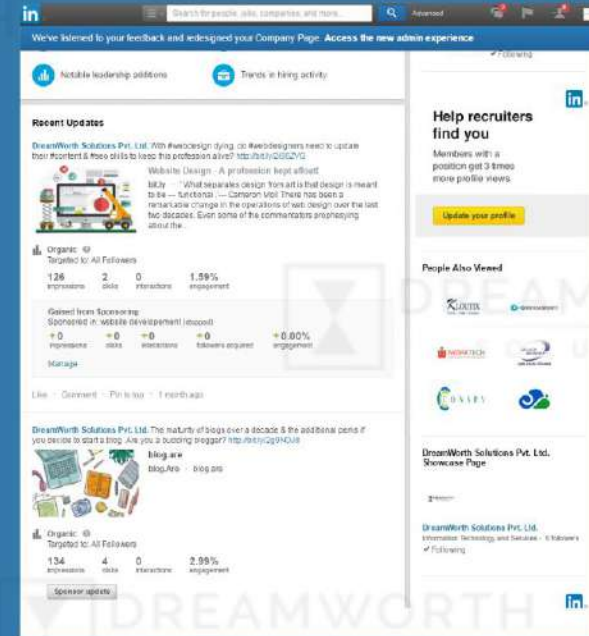 in
Search for people, jobs, companies, and more...
Advanced
We've listened to your feedback and redesigned your Company Page. Access the new admin experience
Notable leadership additions
Trends in hiring activity
Recent Updates
DreamWorth Solutions Pvt. Ltd. With #webdesign dying, do #webdesigners need to update
their #content & #seo skills to keep this profession alive?
Website Design - A profession kept afloat!
bit.ly · "What separates design from art is that design is meant
to be — functional." — Cameron Moll There has been a
remarkable change in the operations of web design over the last
two decades. Even some of the commentators prophesying
about the...
Organic
Targeted to: All Followers
126 2 0 1.59%
impressions clicks interactions engagement
Gained from Sponsoring
Sponsored in: website developement (stopped)
+0 +0 +0 +0 +0.00%
impressions clicks interactions followers acquired engagement
Manage
Like · Comment · Pin to top · 1 month ago
DreamWorth Solutions Pvt. Ltd. The maturity of blogs over a decade & the additional perks if
you decide to start a blog. Are you a budding blogger?
blog.are
blog.Are · blog.are
Organic
Targeted to: All Followers
134 4 0 2.99%
impressions clicks interactions engagement
Sponsor update
Following
in
Help recruiters
find you
Members with a
position get 3 times
more profile views.
Update your profile
People Also Viewed
DreamWorth Solutions Pvt. Ltd.
Showcase Page
DreamWorth Solutions Pvt. Ltd.
Information Technology and Services
Following
in
DREAMWORTH